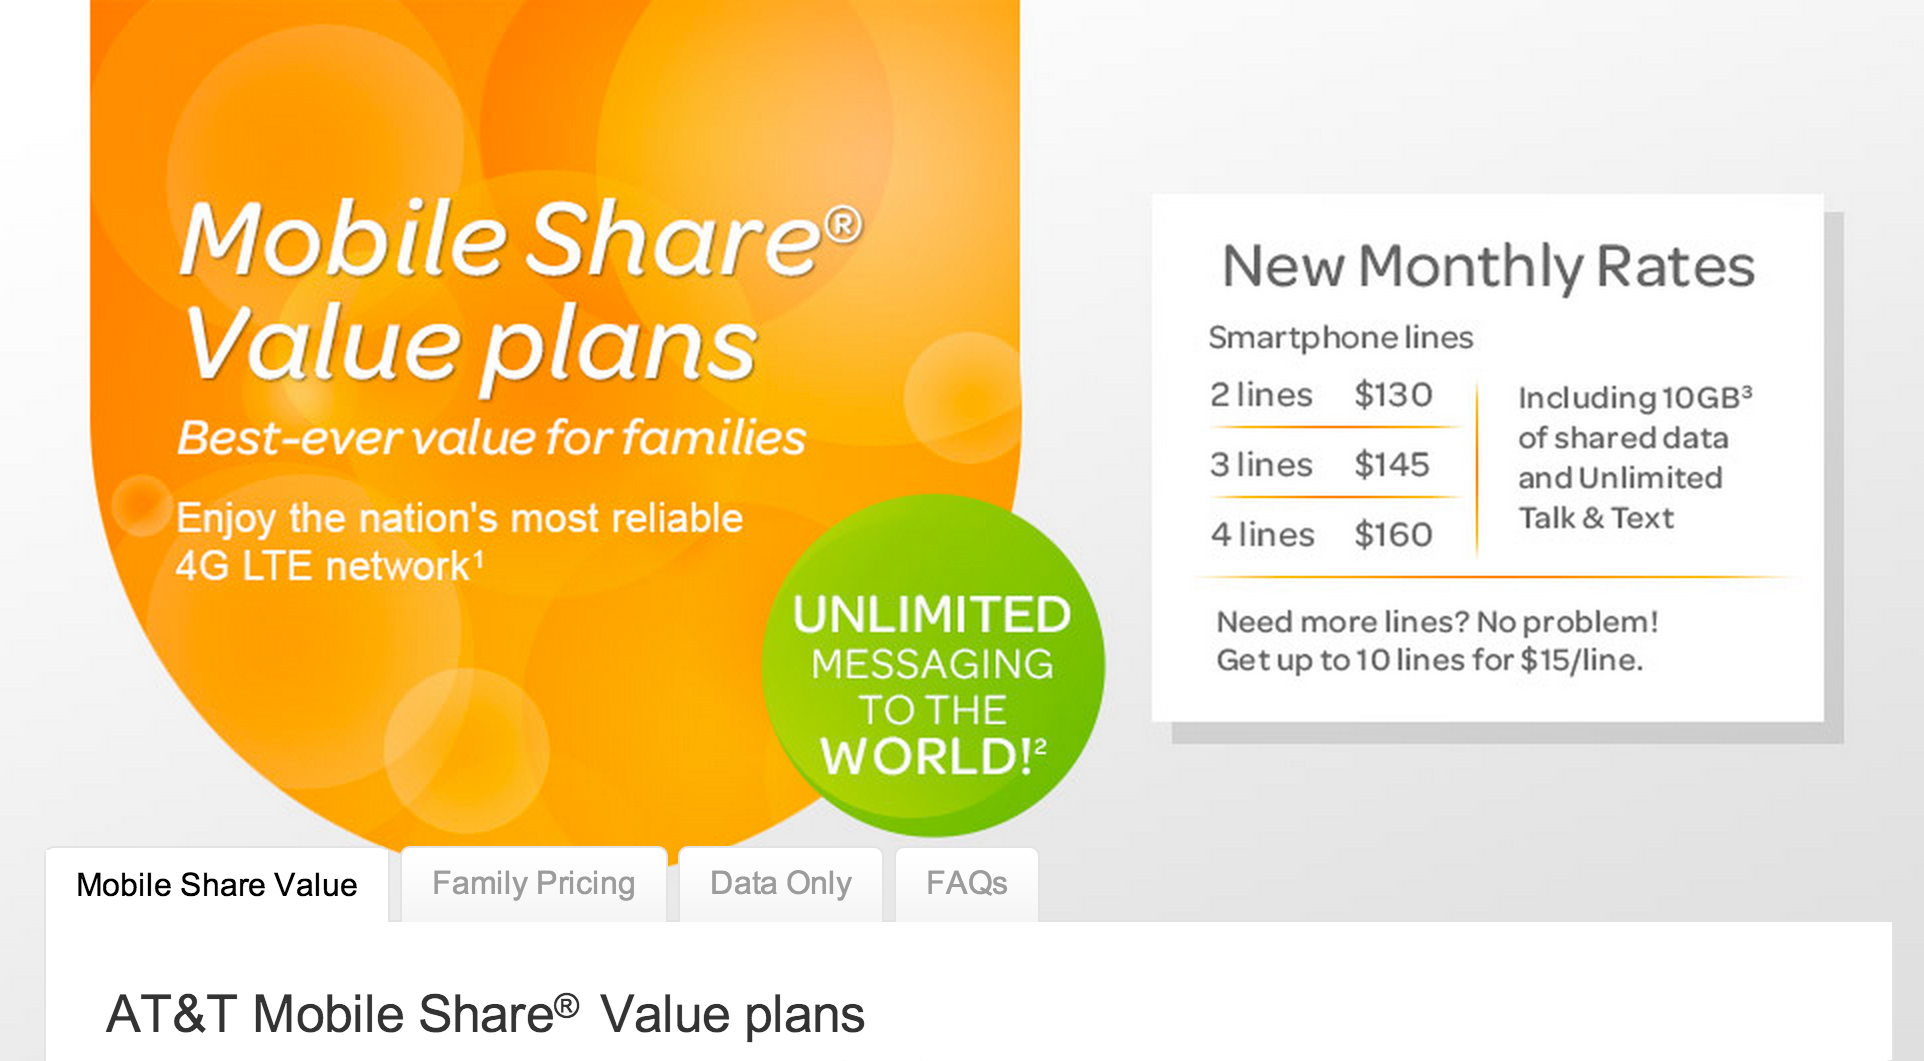 Mobile Share®
Value plans
Best-ever value for families
Enjoy the nation's most reliable
4G LTE network¹
UNLIMITED
MESSAGING
TO THE
WORLD!²
New Monthly Rates
Smartphone lines
2 lines $130
3 lines $145
4 lines $160
Including 10GB³
of shared data
and Unlimited
Talk & Text
Need more lines? No problem!
Get up to 10 lines for $15/line.
Mobile Share Value
Family Pricing
Data Only
FAQs
AT&T Mobile Share® Value plans